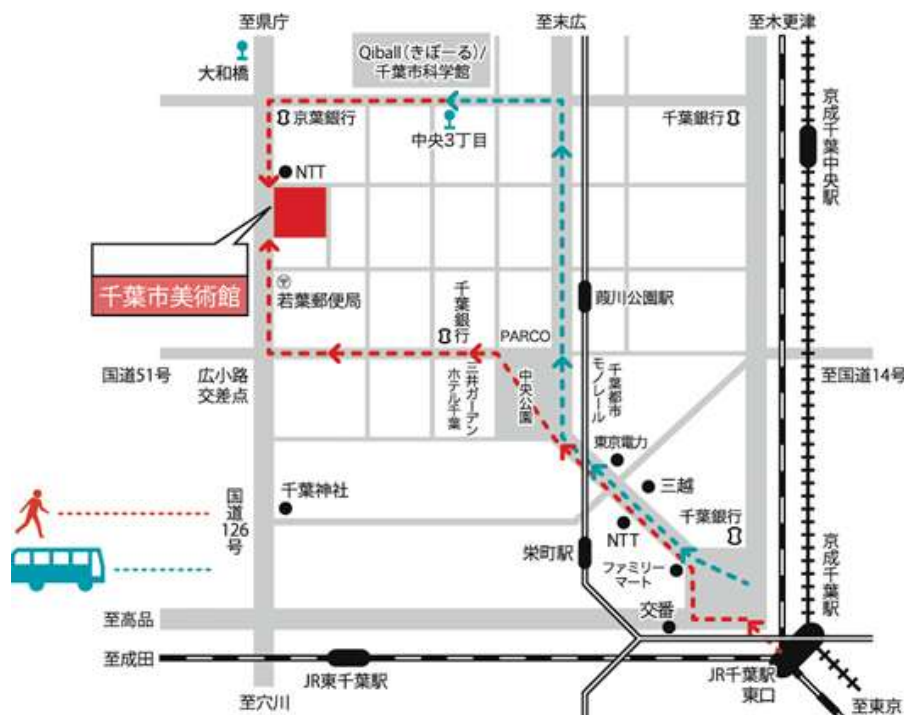 至県庁
至末広
至木更津
大和橋
Qiball（きぼーる）/
千葉市科学館
京葉銀行
中央3丁目
千葉銀行
京成千葉中央駅
NTT
千葉市美術館
若葉郵便局
千葉銀行
葭川公園駅
PARCO
国道51号
広小路
交差点
三井ガーデン
ホテル千葉
中央公園
千葉都市
モノレール
至国道14号
東京電力
三越
千葉神社
国道126号
千葉銀行
NTT
栄町駅
ファミリー
マート
京成千葉駅
至高品
交番
至成田
JR東千葉駅
JR千葉駅
東口
至穴川
至東京